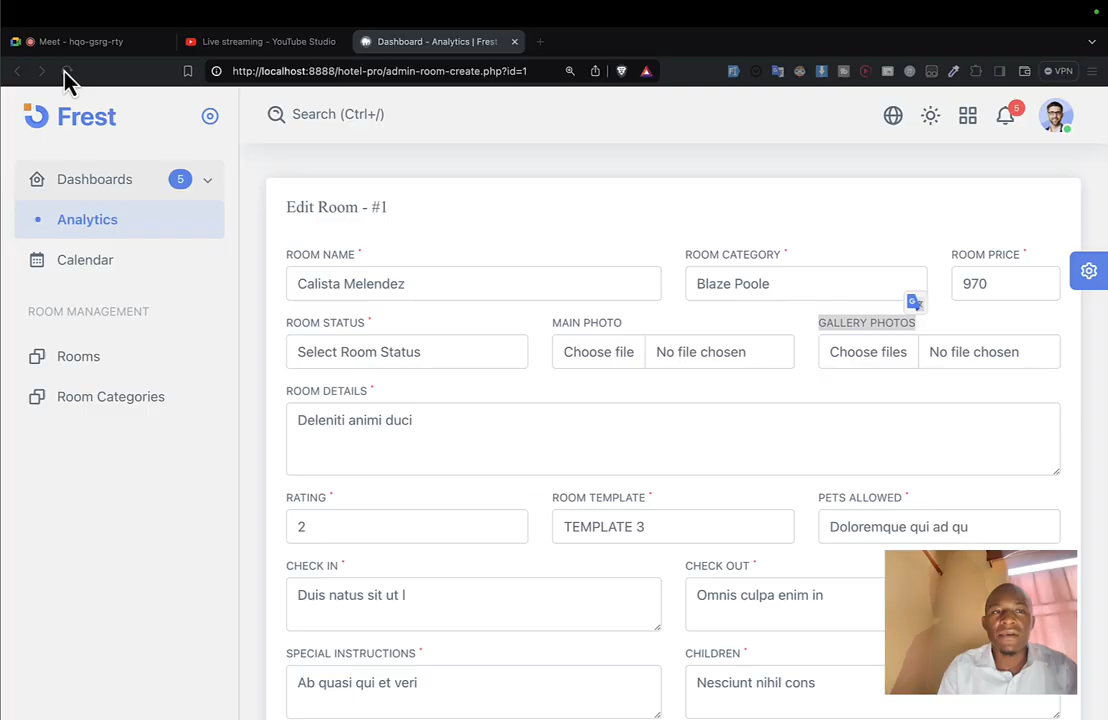 Meet - hqo-gsrg-rty
Live streaming - YouTube Studio
Dashboard - Analytics | Frest
http://localhost:8888/hotel-pro/admin-room-create.php?id=1
VPN
Frest
Search (Ctrl+/)
5
Dashboards
5
Analytics
Calendar
ROOM MANAGEMENT
Rooms
Room Categories
Edit Room - #1
ROOM NAME *
ROOM CATEGORY *
ROOM PRICE *
Calista Melendez
Blaze Poole
970
ROOM STATUS *
MAIN PHOTO
GALLERY PHOTOS
Select Room Status
Choose file
No file chosen
Choose files
No file chosen
ROOM DETAILS *
Deleniti animi duci
RATING *
ROOM TEMPLATE *
PETS ALLOWED *
2
TEMPLATE 3
Doloremque qui ad qu
CHECK IN *
CHECK OUT *
Duis natus sit ut l
Omnis culpa enim in
SPECIAL INSTRUCTIONS *
CHILDREN *
Ab quasi qui et veri
Nesciunt nihil cons